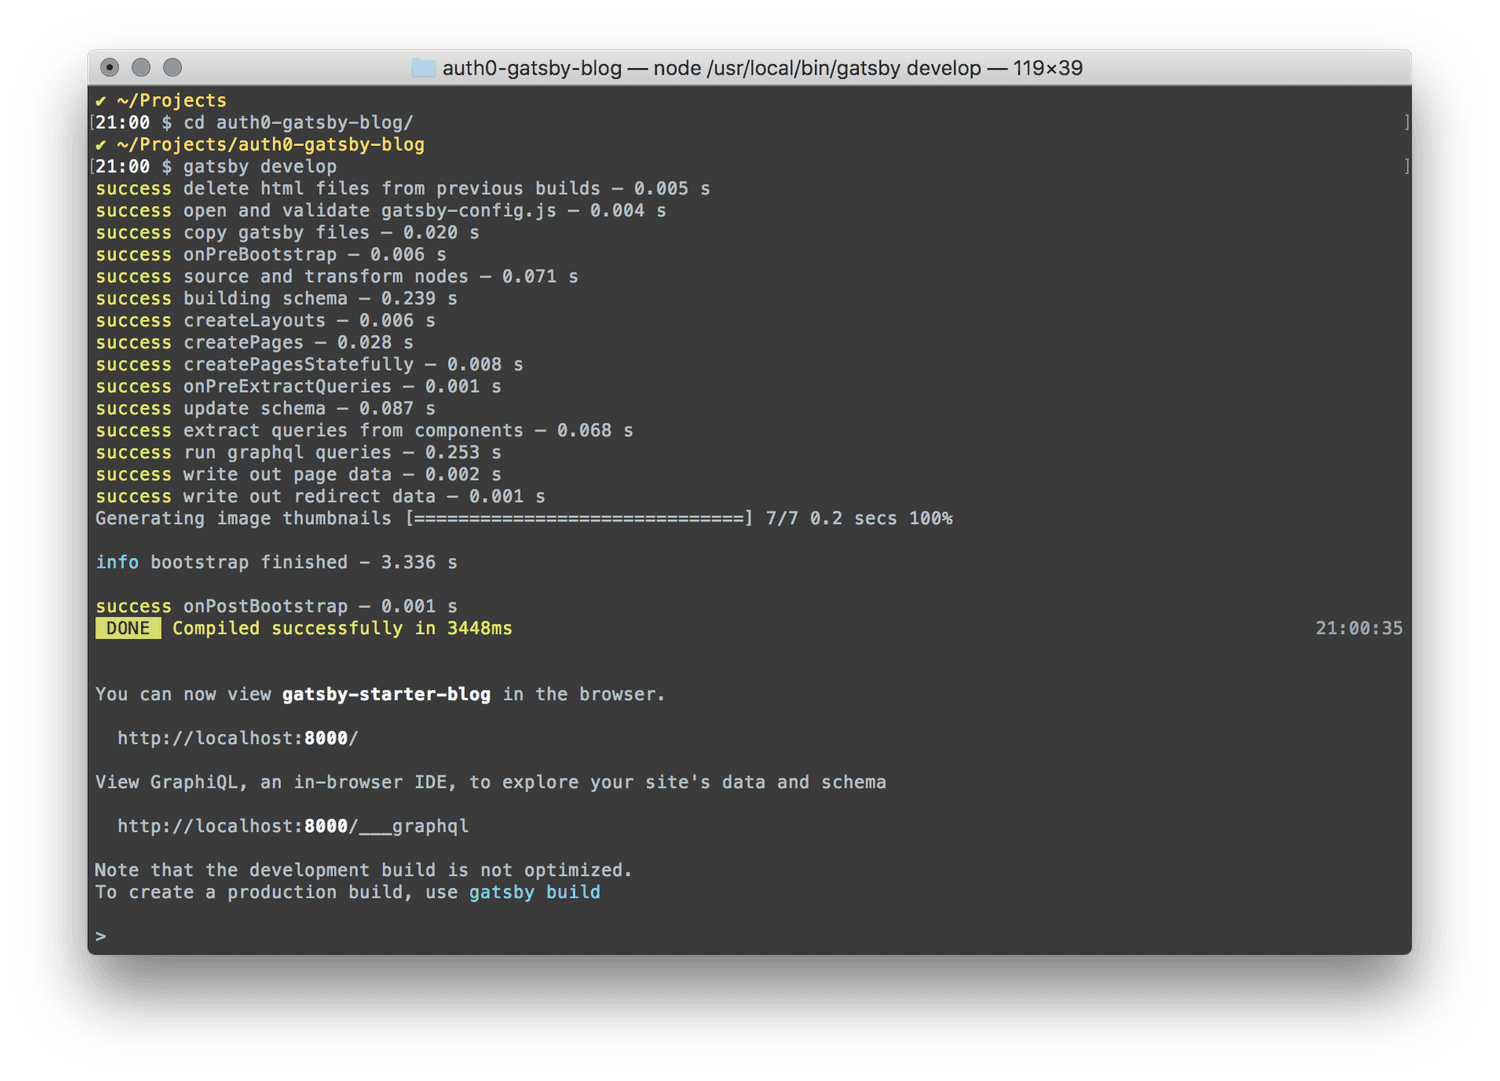 auth0-gatsby-blog — node /usr/local/bin/gatsby develop — 119×39
✔ ~/Projects
[21:00 $ cd auth0-gatsby-blog/ ]
✔ ~/Projects/auth0-gatsby-blog
[21:00 $ gatsby develop ]
success delete html files from previous builds — 0.005 s
success open and validate gatsby-config.js — 0.004 s
success copy gatsby files — 0.020 s
success onPreBootstrap — 0.006 s
success source and transform nodes — 0.071 s
success building schema — 0.239 s
success createLayouts — 0.006 s
success createPages — 0.028 s
success createPagesStatefully — 0.008 s
success onPreExtractQueries — 0.001 s
success update schema — 0.087 s
success extract queries from components — 0.068 s
success run graphql queries — 0.253 s
success write out page data — 0.002 s
success write out redirect data — 0.001 s
Generating image thumbnails [==============================] 7/7 0.2 secs 100%
info bootstrap finished - 3.336 s
success onPostBootstrap — 0.001 s
DONE Compiled successfully in 3448ms 21:00:35
You can now view gatsby-starter-blog in the browser.
http://localhost:8000/
View GraphiQL, an in-browser IDE, to explore your site's data and schema
http://localhost:8000/___graphql
Note that the development build is not optimized.
To create a production build, use gatsby build
>